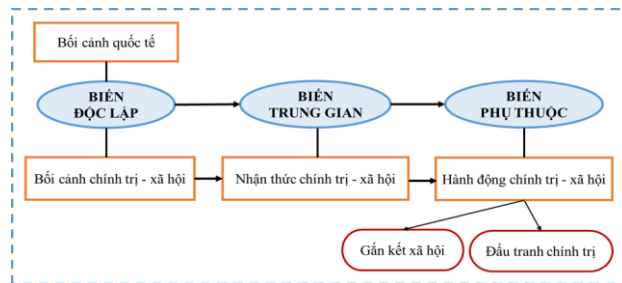 Bối cảnh quốc tế
BIẾN
ĐỘC LẬP
BIẾN
TRUNG GIAN
BIẾN
PHỤ THUỘC
Bối cảnh chính trị - xã hội
Nhận thức chính trị - xã hội
Hành động chính trị - xã hội
Gắn kết xã hội
Đấu tranh chính trị